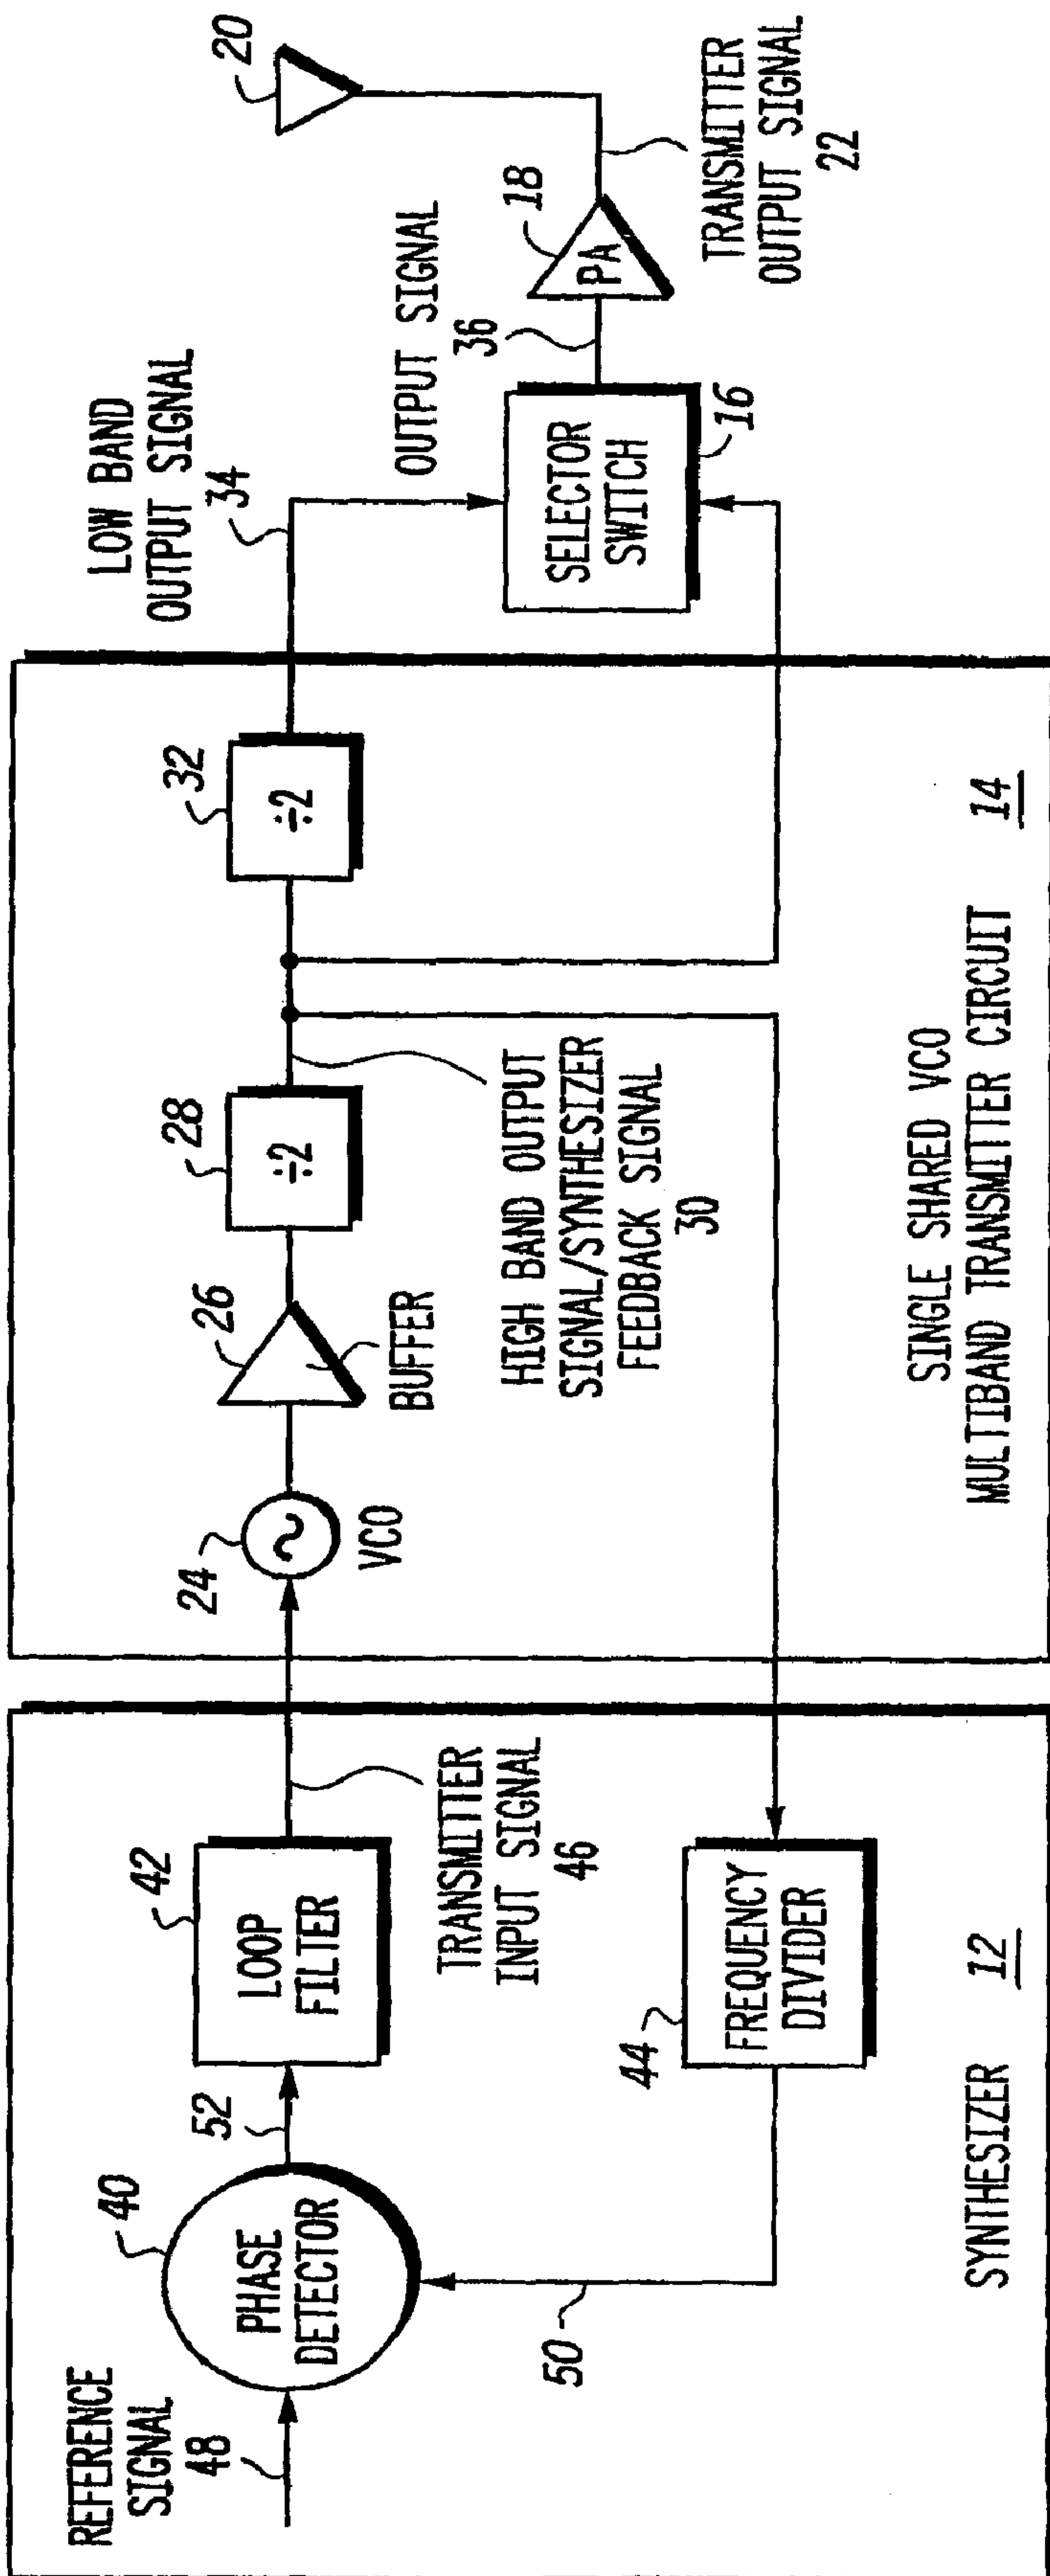 REFERENCE
SIGNAL
48
PHASE
DETECTOR
40
52
LOOP
FILTER
42
TRANSMITTER
INPUT SIGNAL
46
50
FREQUENCY
DIVIDER
44
SYNTHESIZER 12
24
VCO
26
BUFFER
28
÷2
HIGH BAND OUTPUT
SIGNAL/SYNTHESIZER
FEEDBACK SIGNAL
30
32
÷2
SINGLE SHARED VCO
MULTIBAND TRANSMITTER CIRCUIT 14
LOW BAND
OUTPUT SIGNAL
34
SELECTOR
SWITCH
16
OUTPUT SIGNAL
36
PA
18
20
TRANSMITTER
OUTPUT SIGNAL
22